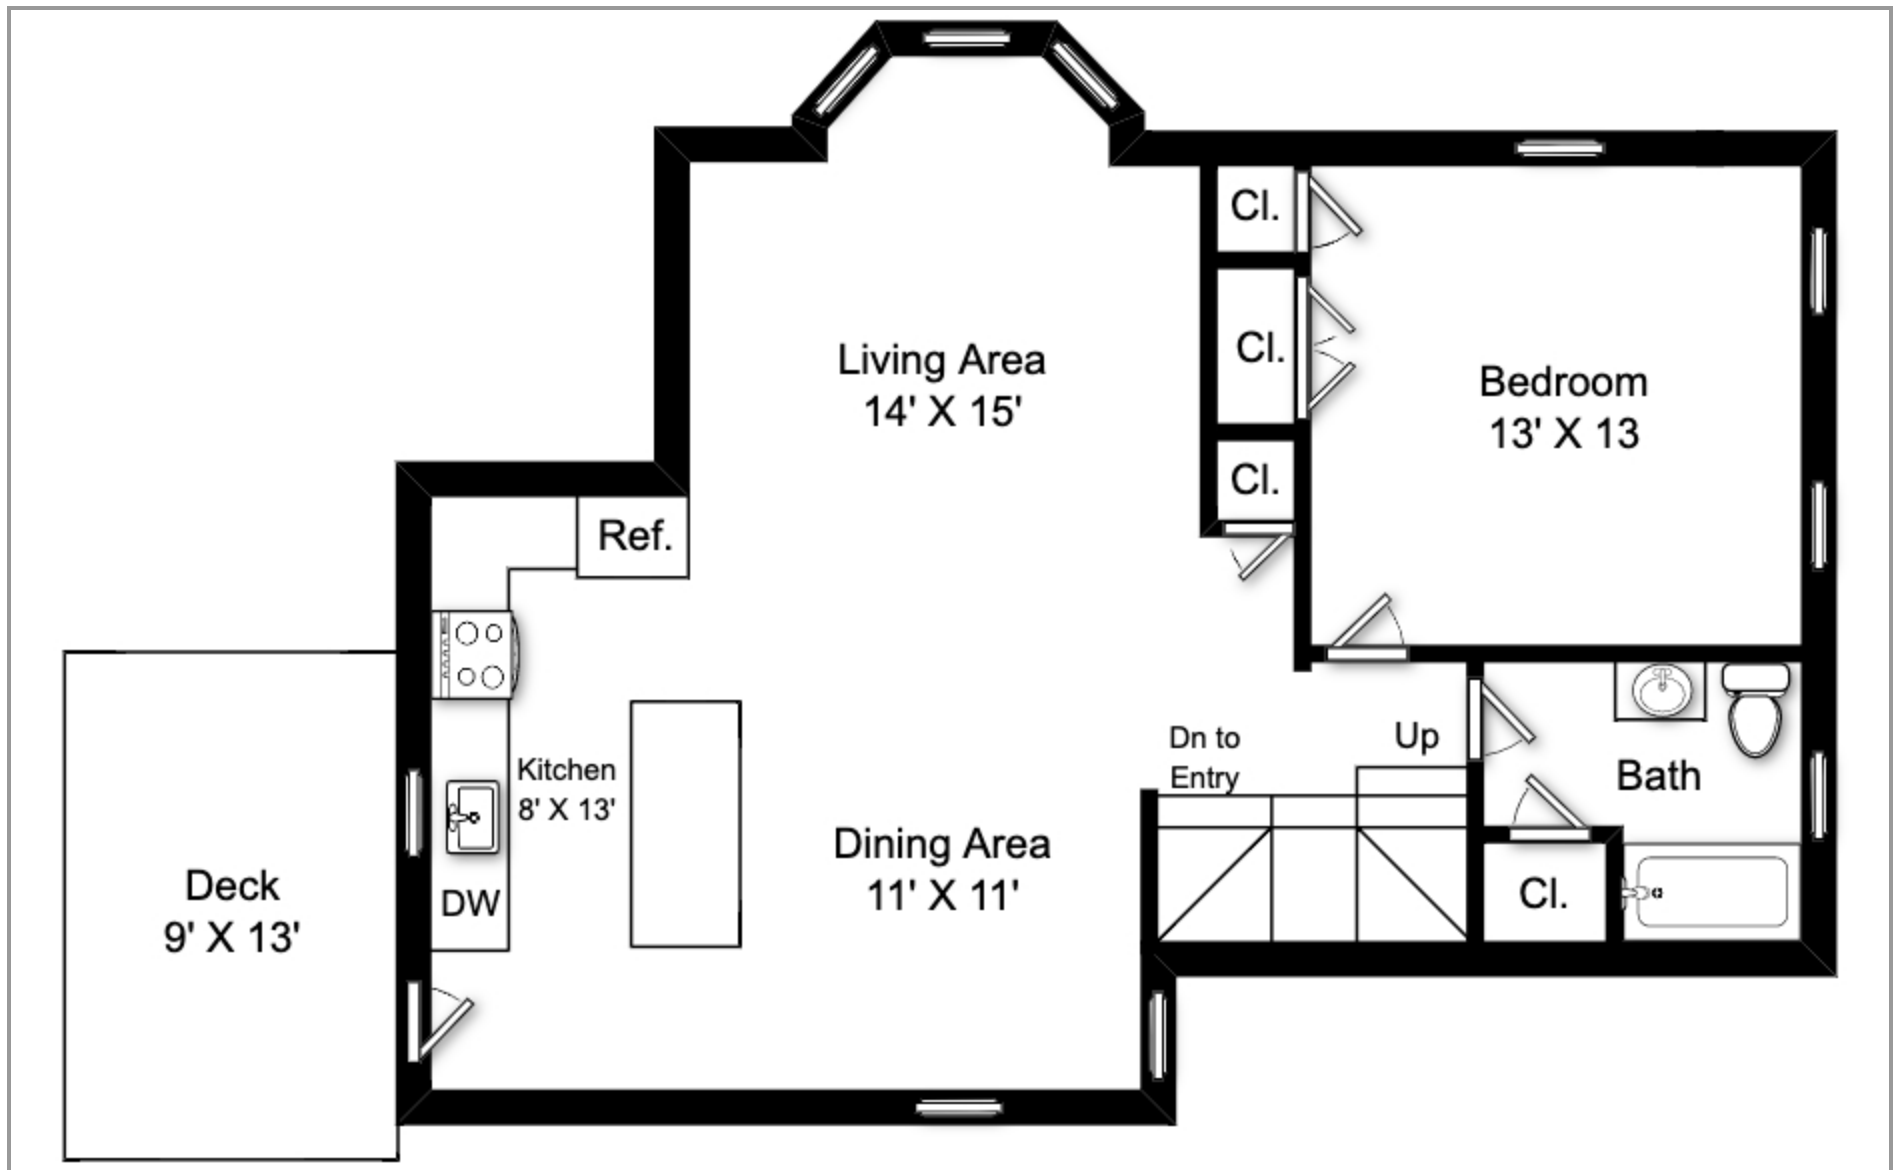 Cl.
Living Area
14' X 15'
Cl.
Bedroom
13' X 13
Cl.
Ref.
Kitchen
8' X 13'
Dn to
Entry
Up
Bath
Dining Area
11' X 11'
Deck
9' X 13'
DW
Cl.